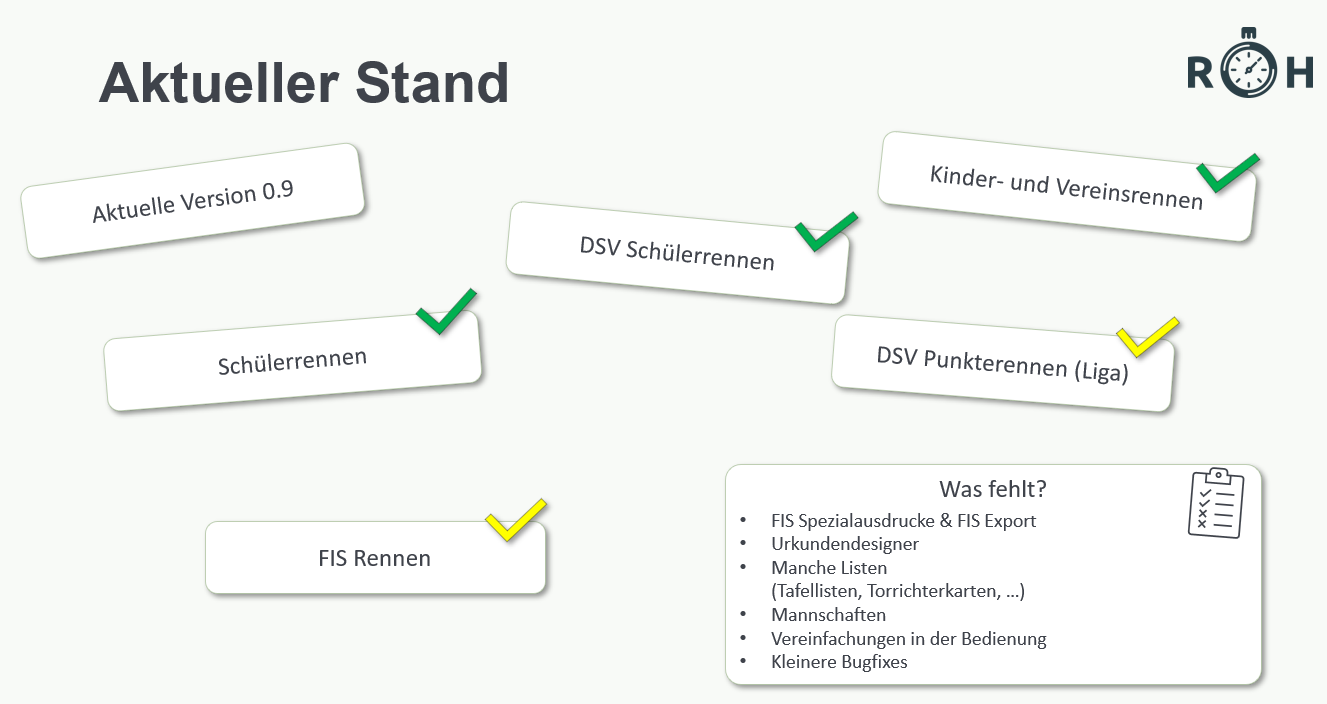 Aktueller Stand
R H
Aktuelle Version 0.9
Kinder- und Vereinsrennen
DSV Schülerrennen
Schülerrennen
DSV Punkterennen (Liga)
FIS Rennen
Was fehlt?
• FIS Spezialausdrucke & FIS Export
• Urkundendesigner
• Manche Listen
(Tafellisten, Torrichterkarten, …)
• Mannschaften
• Vereinfachungen in der Bedienung
• Kleinere Bugfixes